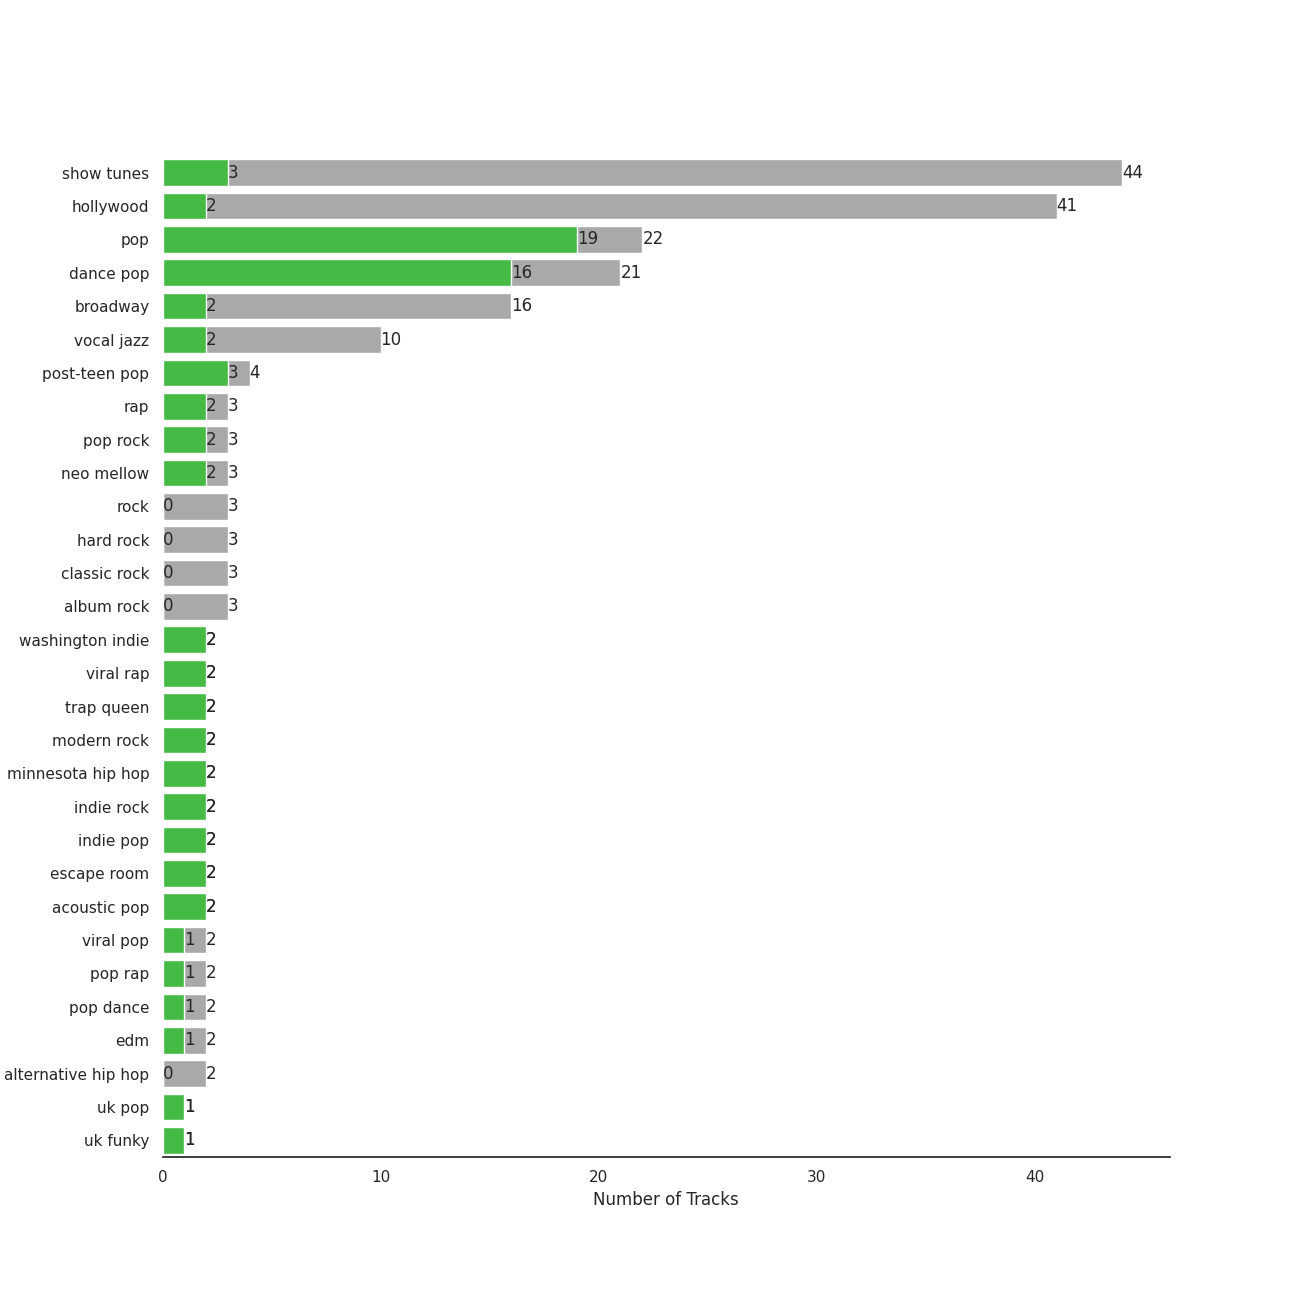 show tunes 3 44
hollywood 2 41
pop 19 22
dance pop 16 21
broadway 2 16
vocal jazz 2 10
post-teen pop 3 4
rap 2 3
pop rock 2 3
neo mellow 2 3
rock 0 3
hard rock 0 3
classic rock 0 3
album rock 0 3
washington indie 2
viral rap 2
trap queen 2
modern rock 2
minnesota hip hop 2
indie rock 2
indie pop 2
escape room 2
acoustic pop 2
viral pop 1 2
pop rap 1 2
pop dance 1 2
edm 1 2
alternative hip hop 0 2
uk pop 1
uk funky 1
0 10 20 30 40
Number of Tracks